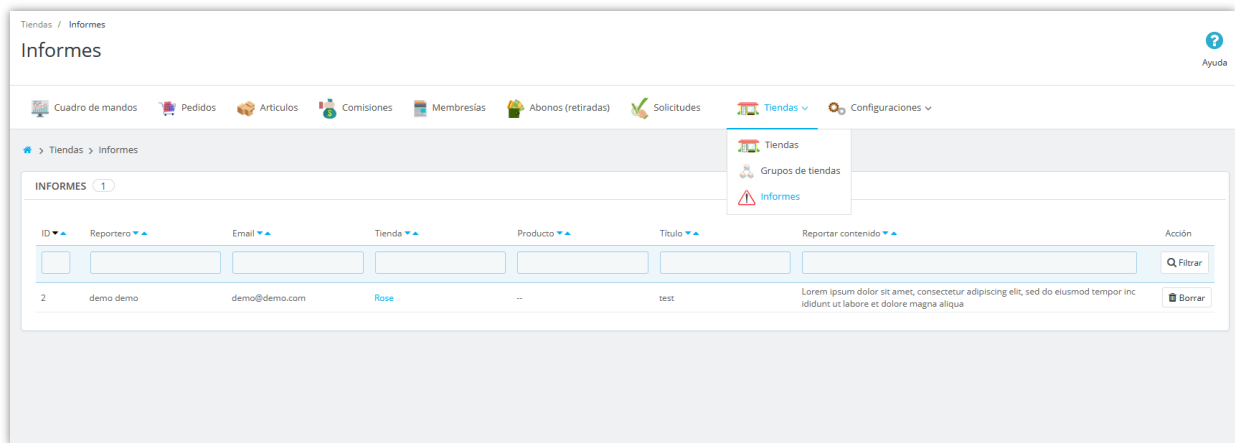 Tiendas / Informes
Informes
?
Ayuda
Cuadro de mandos Pedidos Articulos Comisiones Membresías Abonos (retiradas) Solicitudes Tiendas Configuraciones
Tiendas
Grupos de tiendas
Informes
> Tiendas > Informes
INFORMES 1
ID Reportero Email Tienda Producto Título Reportar contenido Acción
Filtrar
2 demo demo demo@demo.com Rose -- test Lorem ipsum dolor sit amet, consectetur adipiscing elit, sed do eiusmod tempor inc
ididunt ut labore et dolore magna aliqua
Borrar